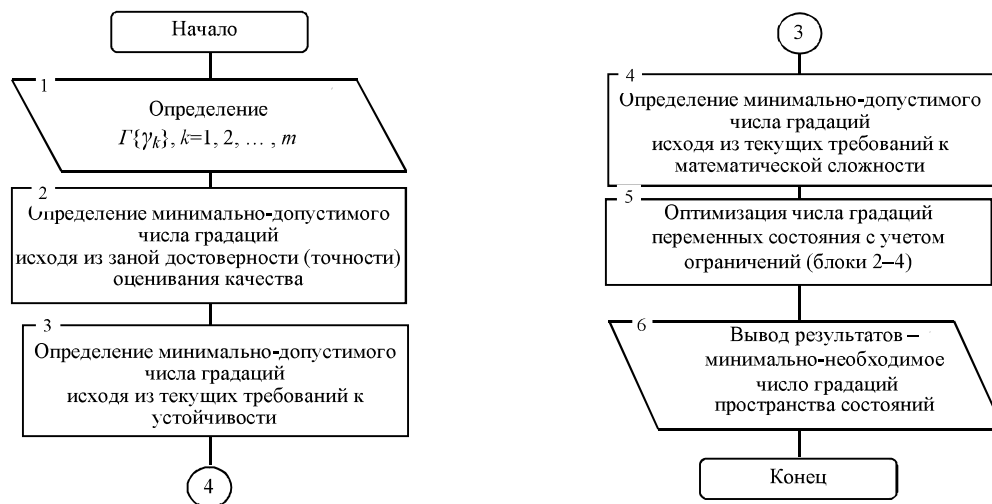 Начало
1
Определение
Г{γk}, k=1, 2, … , m
2
Определение минимально-допустимого
числа градаций
исходя из заной достоверности (точности)
оценивания качества
3
Определение минимально-допустимого
числа градаций
исходя из текущих требований к
устойчивости
4
3
4
Определение минимально-допустимого
числа градаций
исходя из текущих требований к
математической сложности
5
Оптимизация числа градаций
переменных состояния с учетом
ограничений (блоки 2–4)
6
Вывод результатов –
минимально-необходимое
число градаций
пространства состояний
Конец